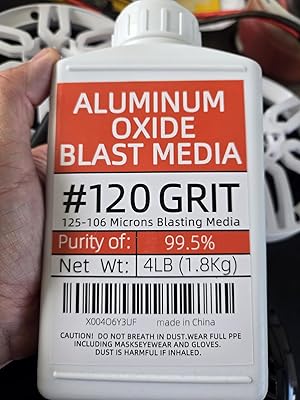 ALUMINUM
OXIDE
BLAST MEDIA
#120 GRIT
125-106 Microns Blasting Media
Purity of: 99.5%
Net Wt: 4LB (1.8Kg)
X004O6Y3UF made in China
CAUTION! DO NOT BREATH IN DUST.WEAR FULL PPE
INCLUDING MASKSEYEWEAR AND GLOVES.
DUST IS HARMFUL IF INHALED.